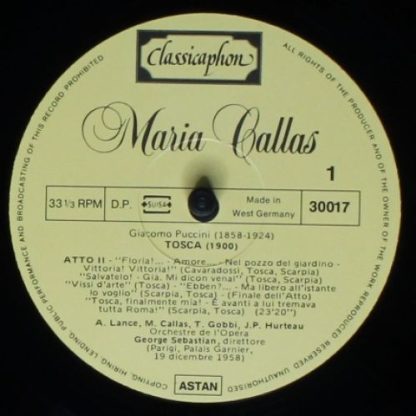 Classicaphon
Maria Callas
1
33 1/3 RPM
D.P.
SUISA
Made in
West Germany
30017
Giacomo Puccini (1858-1924)
TOSCA (1900)
ATTO II - "Floria!... - Amore... - Nel pozzo del giardino -
Vittoria! Vittoria!" (Cavaradossi, Tosca, Scarpia)
"Salvatelo! - Già. Mi dicon venal" (Tosca, Scarpia)
"Vissi d'arte" (Tosca) - "Ebben?... - Ma libero all'istante
lo voglio" (Scarpia, Tosca) - (Finale dell'Atto)
"Tosca, finalmente mia! - E avanti a lui tremava
tutta Roma!" (Scarpia, Tosca) (23'20")
A. Lance, M. Callas, T. Gobbi, J.P. Hurteau
Orchestre de l'Opera
George Sebastian, direttore
(Parigi, Palais Garnier,
19 dicembre 1958)
ASTAN
ALL RIGHTS OF THE PRODUCER AND OF THE OWNER OF THE WORK REPRODUCED RESERVED UNAUTHORISED COPYING, HIRING, LENDING, PUBLIC PERFORMANCE AND BROADCASTING OF THIS RECORD PROHIBITED